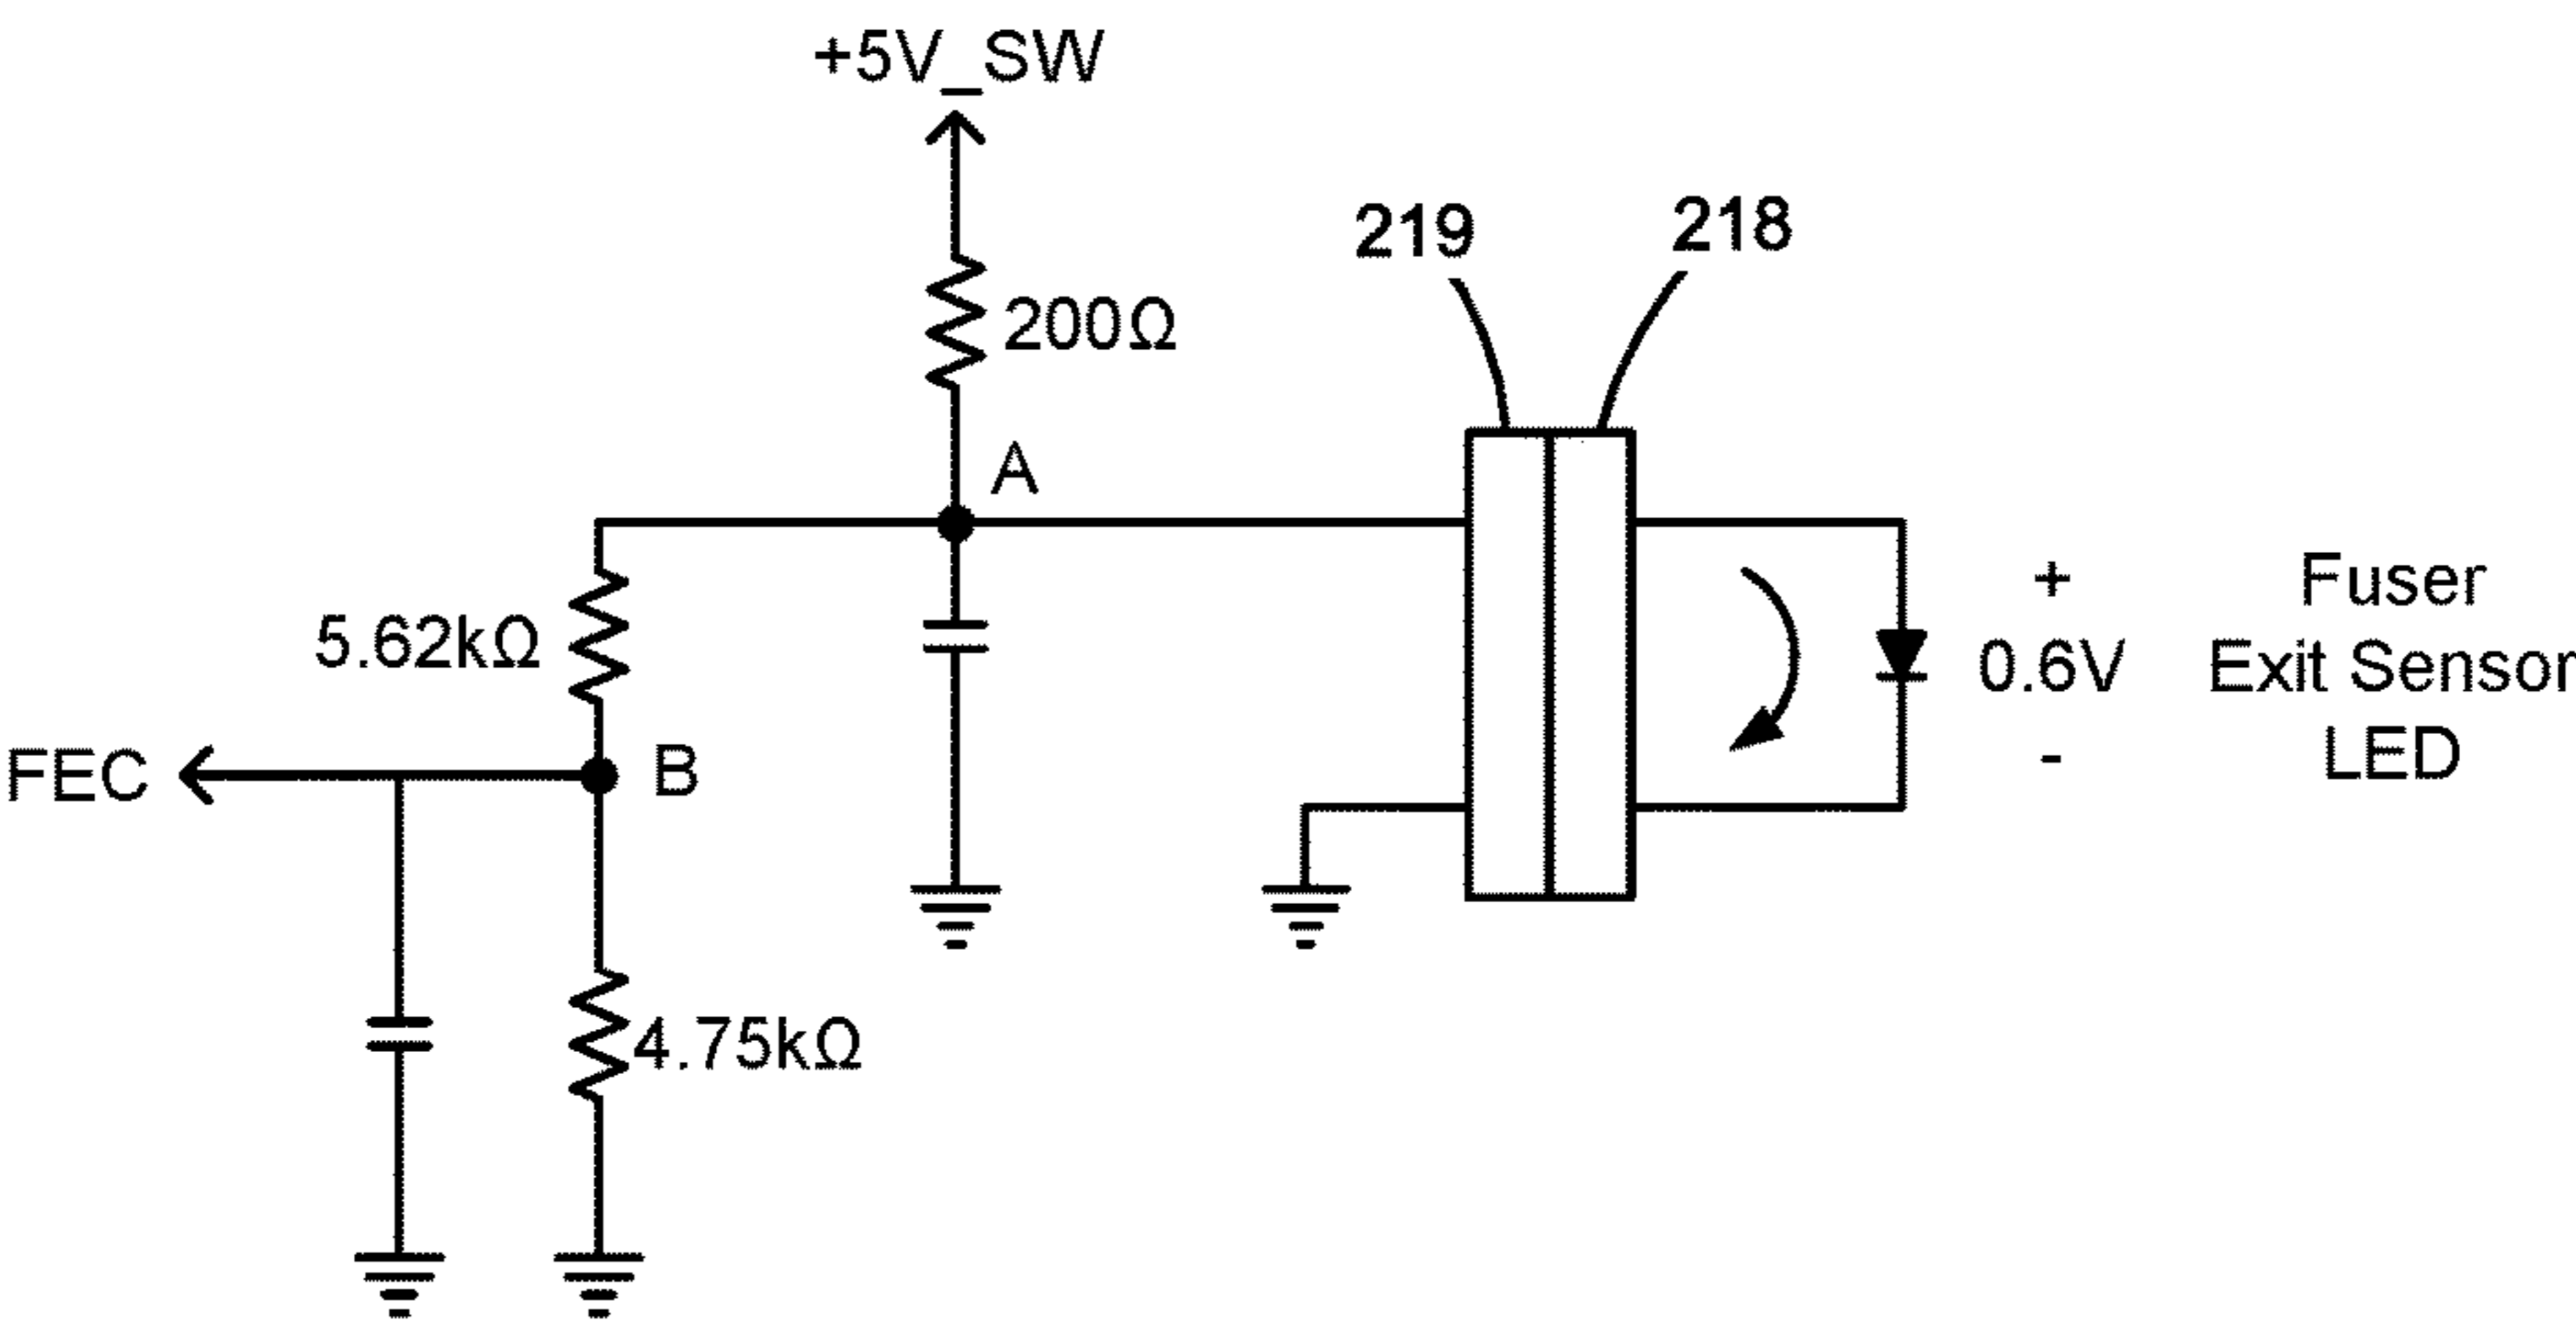 +5V_SW
219
218
200Ω
A
5.62kΩ
+
Fuser
0.6V
Exit Sensor
-
LED
FEC
B
4.75kΩ